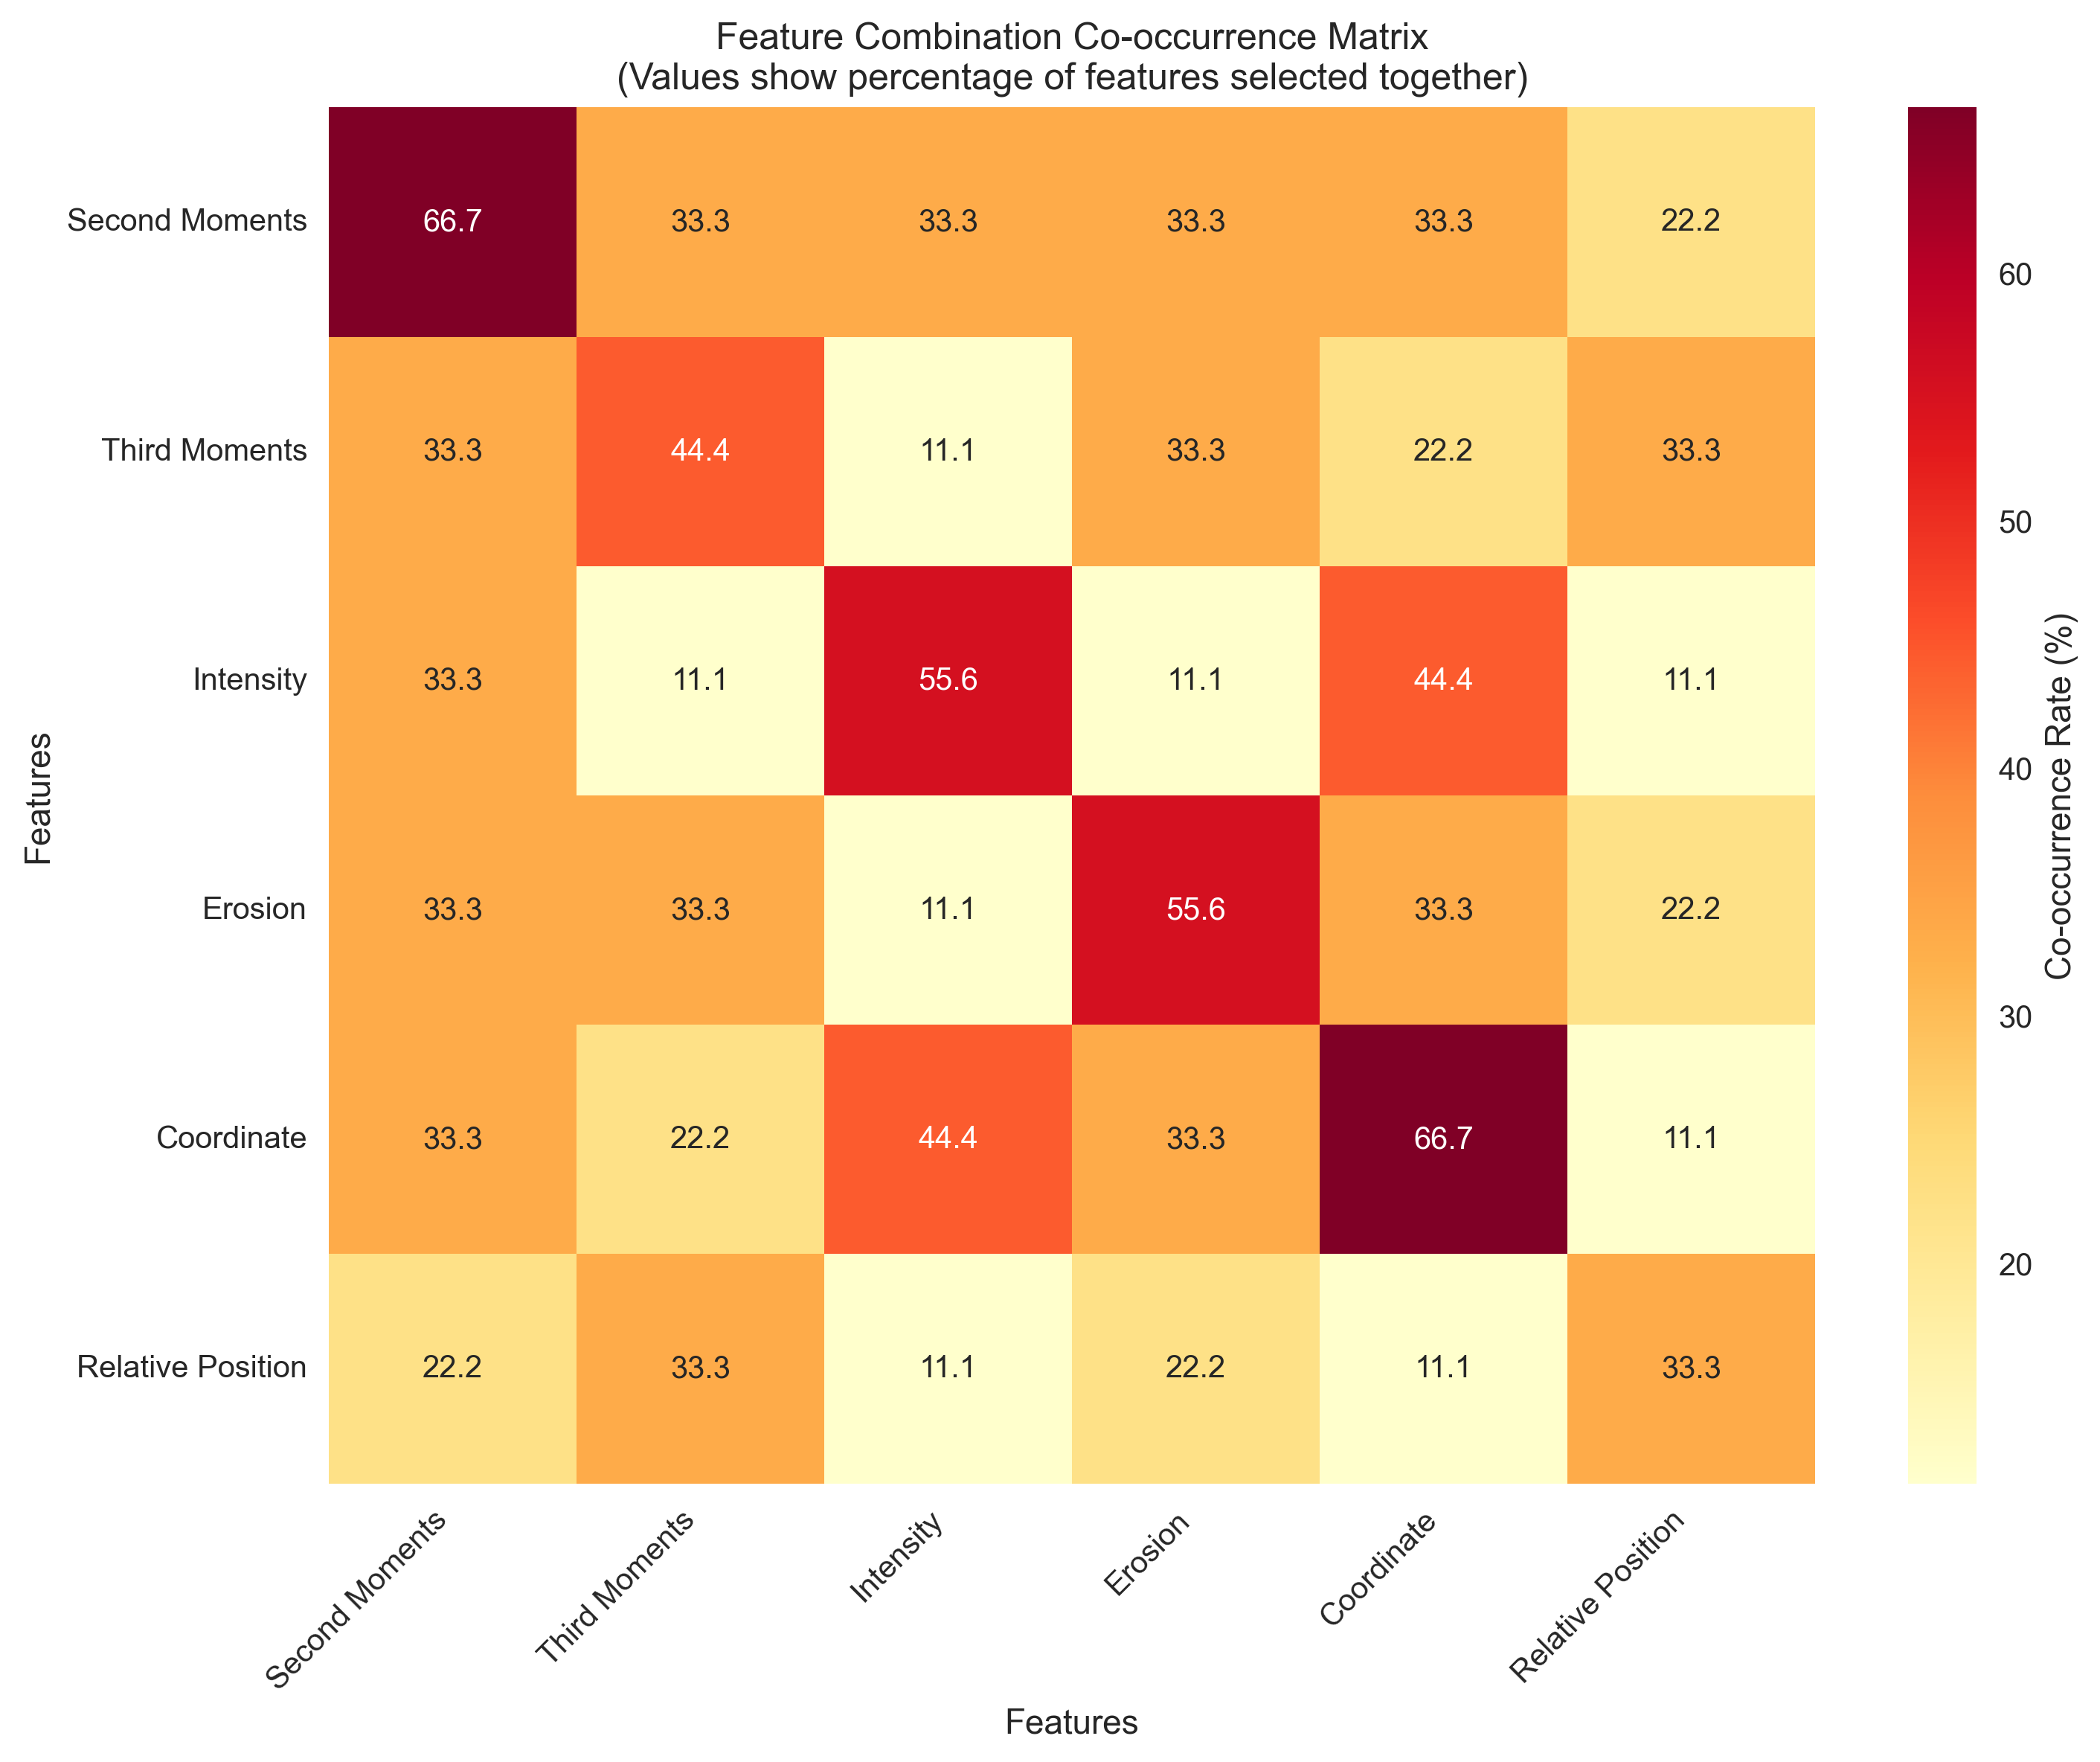 Feature Combination Co-occurrence Matrix
(Values show percentage of features selected together)
Second Moments 66.7 33.3 33.3 33.3 33.3 22.2
Third Moments 33.3 44.4 11.1 33.3 22.2 33.3
Intensity 33.3 11.1 55.6 11.1 44.4 11.1
Erosion 33.3 33.3 11.1 55.6 33.3 22.2
Coordinate 33.3 22.2 44.4 33.3 66.7 11.1
Relative Position 22.2 33.3 11.1 22.2 11.1 33.3
Features
Second Moments Third Moments Intensity Erosion Coordinate Relative Position
Features
60
50
40
30
20
Co-occurrence Rate (%)